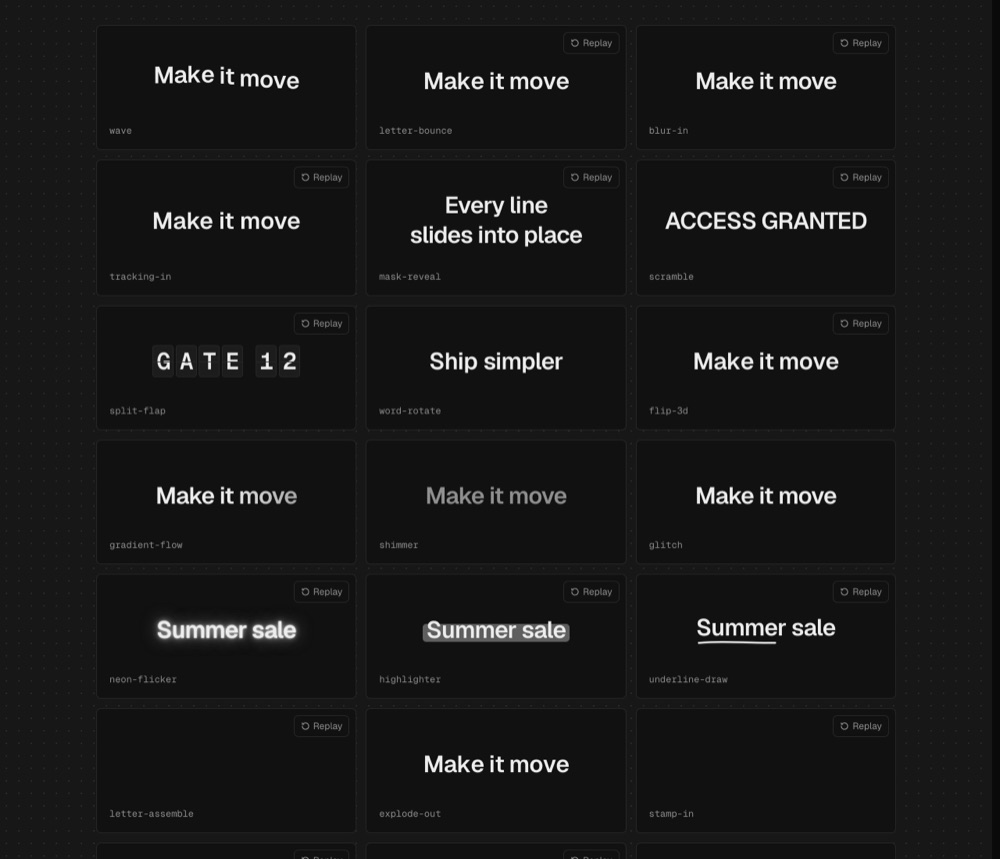 Make it move
wave
Replay
Make it move
letter-bounce
Replay
Make it move
blur-in
Replay
Make it move
tracking-in
Replay
Every line
slides into place
mask-reveal
Replay
ACCESS GRANTED
scramble
Replay
GATE 12
split-flap
Ship simpler
word-rotate
Replay
Make it move
flip-3d
Make it move
gradient-flow
Make it move
shimmer
Make it move
glitch
Replay
Summer sale
neon-flicker
Replay
Summer sale
highlighter
Replay
Summer sale
underline-draw
Replay
letter-assemble
Make it move
explode-out
Replay
stamp-in